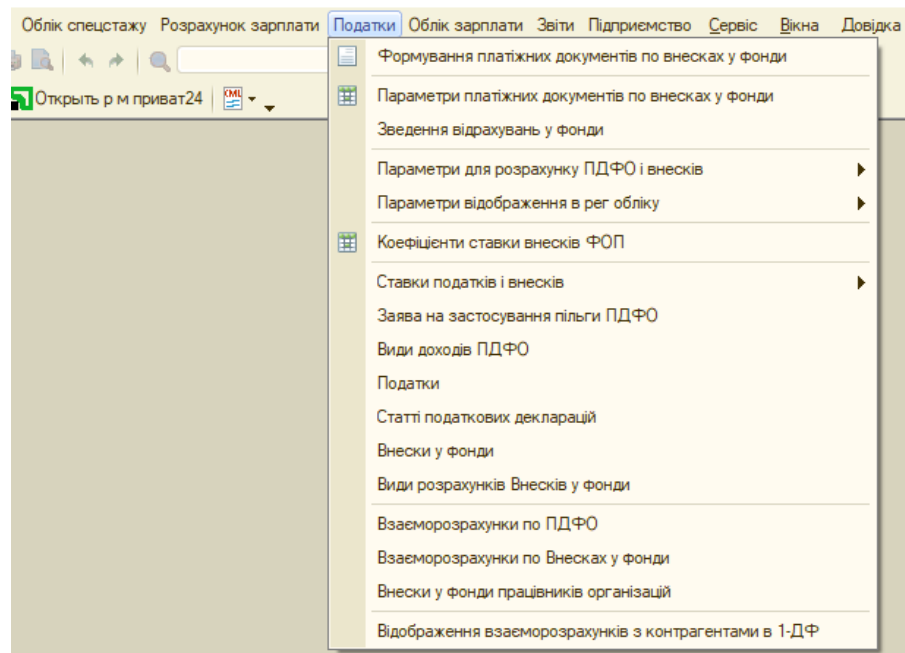 Облік спецстажу Розрахунок зарплати Податки Облік зарплати Звіти Підприємство Сервіс Вікна Довідка
Открыть р м приват24
Формування платіжних документів по внесках у фонди
Параметри платіжних документів по внесках у фонди
Зведення відрахувань у фонди
Параметри для розрахунку ПДФО і внесків
Параметри відображення в рег обліку
Коефіцієнти ставки внесків ФОП
Ставки податків і внесків
Заява на застосування пільги ПДФО
Види доходів ПДФО
Податки
Статті податкових декларацій
Внески у фонди
Види розрахунків Внесків у фонди
Взаєморозрахунки по ПДФО
Взаєморозрахунки по Внесках у фонди
Внески у фонди працівників організацій
Відображення взаєморозрахунків з контрагентами в 1-ДФ